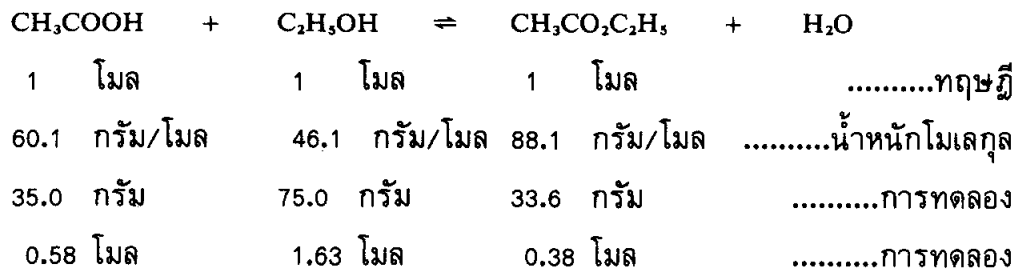 CH₃COOH + C₂H₅OH ⇌ CH₃CO₂C₂H₅ + H₂O
1 โมล 1 โมล 1 โมล ..........ทฤษฎี
60.1 กรัม/โมล 46.1 กรัม/โมล 88.1 กรัม/โมล ..........น้ำหนักโมเลกุล
35.0 กรัม 75.0 กรัม 33.6 กรัม ..........การทดลอง
0.58 โมล 1.63 โมล 0.38 โมล ..........การทดลอง